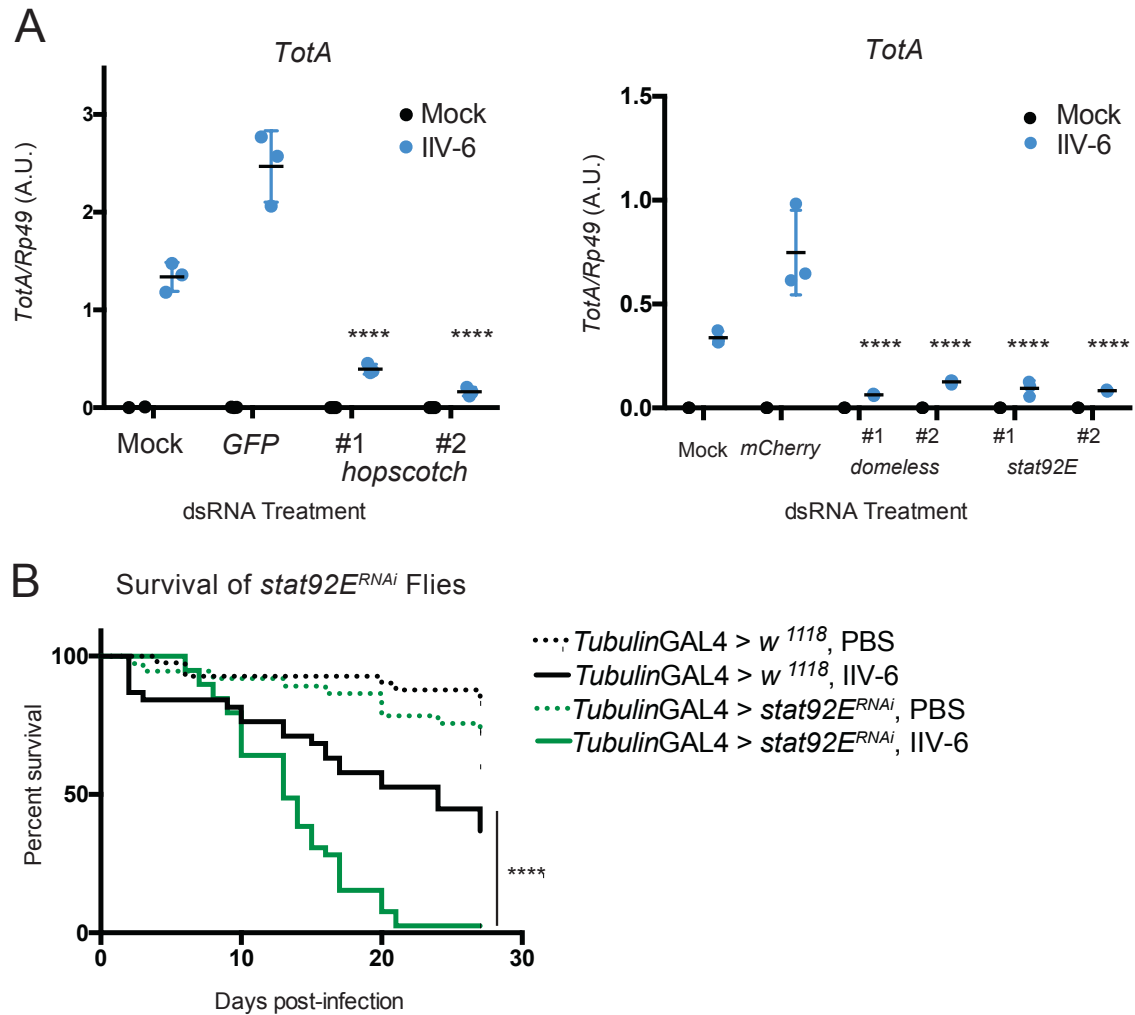 A
TotA
Mock
IIV-6
TotA/Rp49 (A.U.)
3
2
1
0
****
****
Mock
GFP
#1
#2
hopscotch
dsRNA Treatment
TotA
Mock
IIV-6
TotA/Rp49 (A.U.)
1.5
1.0
0.5
0.0
****
****
****
****
Mock
mCherry
#1
#2
#1
#2
domeless
stat92E
dsRNA Treatment
B
Survival of stat92E^RNAi Flies
Percent survival
100
50
0
0
10
20
30
Days post-infection
****
TubulinGAL4 > w ^1118, PBS
TubulinGAL4 > w ^1118, IIV-6
TubulinGAL4 > stat92E^RNAi, PBS
TubulinGAL4 > stat92E^RNAi, IIV-6